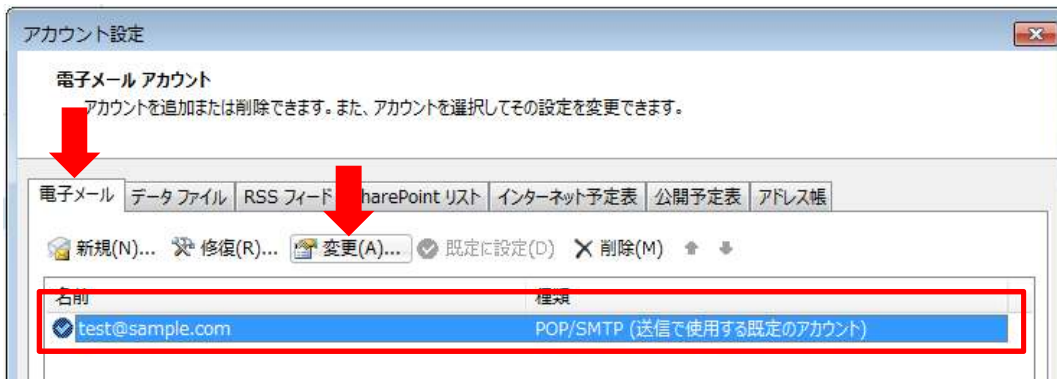 アカウント設定
電子メール アカウント
アカウントを追加または削除できます。また、アカウントを選択してその設定を変更できます。
電子メール データ ファイル RSS フィード harePoint リスト インターネット予定表 公開予定表 アドレス帳
新規(N)... 修復(R)... 変更(A)... 既定に設定(D) 削除(M)
名前 種類
test@sample.com POP/SMTP (送信で使用する既定のアカウント)